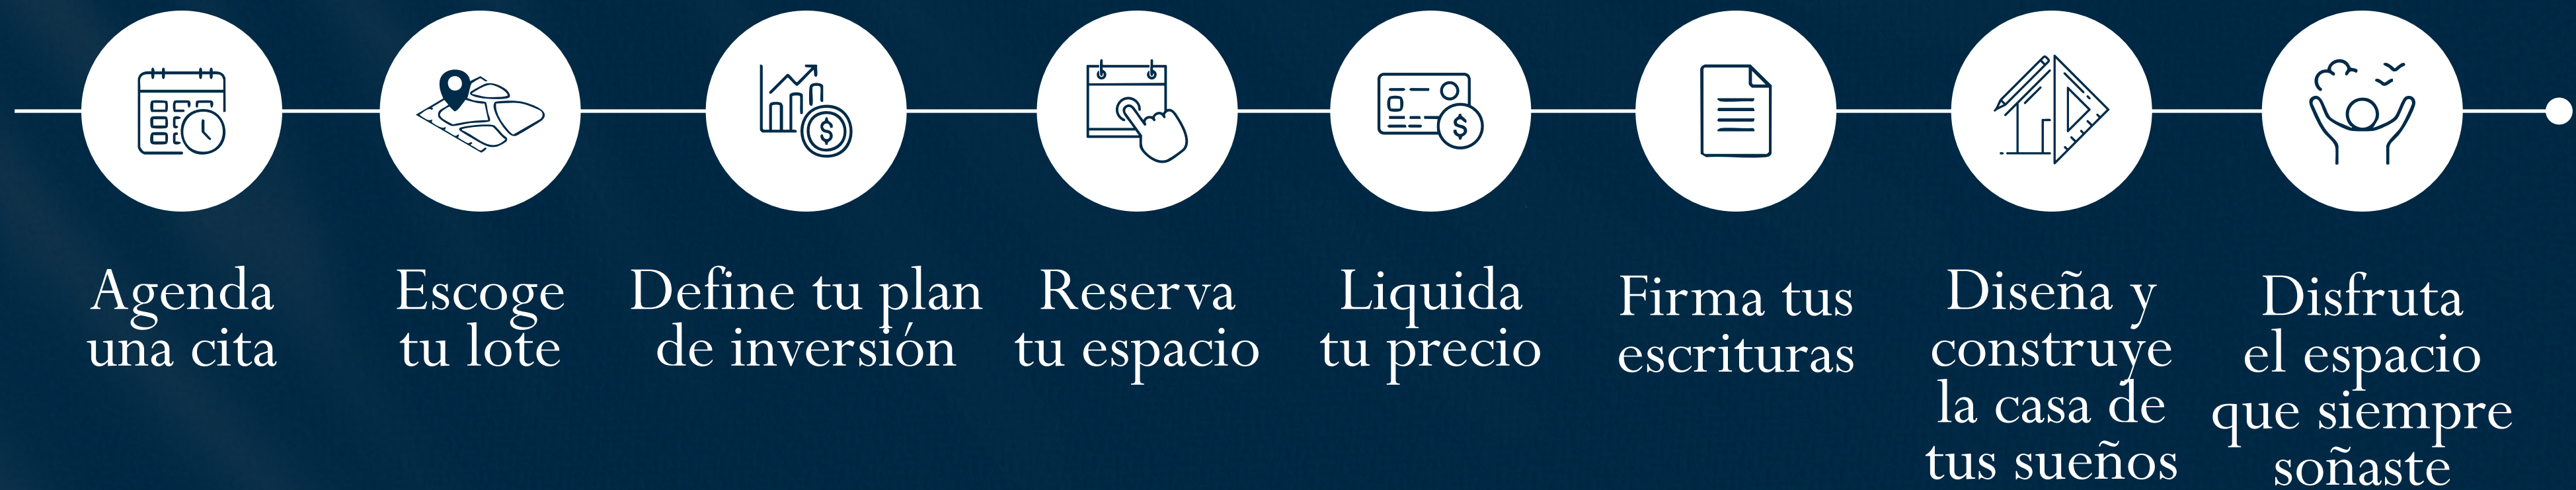 Agenda
una cita
Escoge
tu lote
Define tu plan
de inversión
Reserva
tu espacio
Liquida
tu precio
Firma tus
escrituras
Diseña y
construye
la casa de
tus sueños
Disfruta
el espacio
que siempre
soñaste